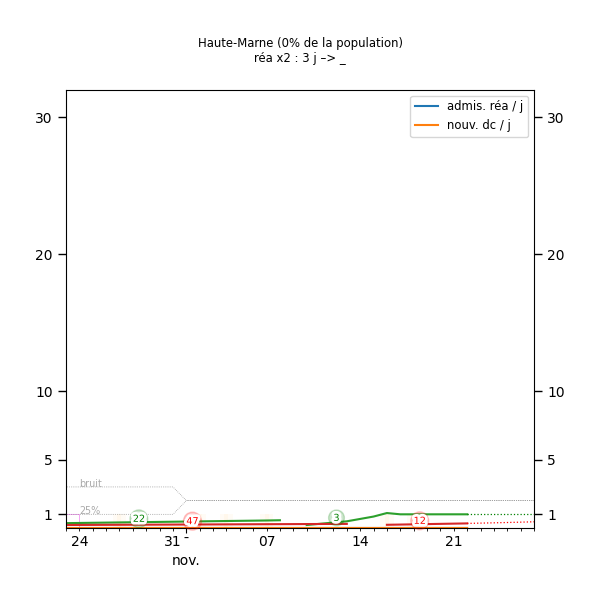 Haute-Marne (0% de la population)
réa x2 : 3 j –> _
admis. réa / j
nouv. dc / j
30 30
20 20
10 10
5 5
bruit
25%
1 22 47 3 12 1
24 31 - 07 14 21
nov.